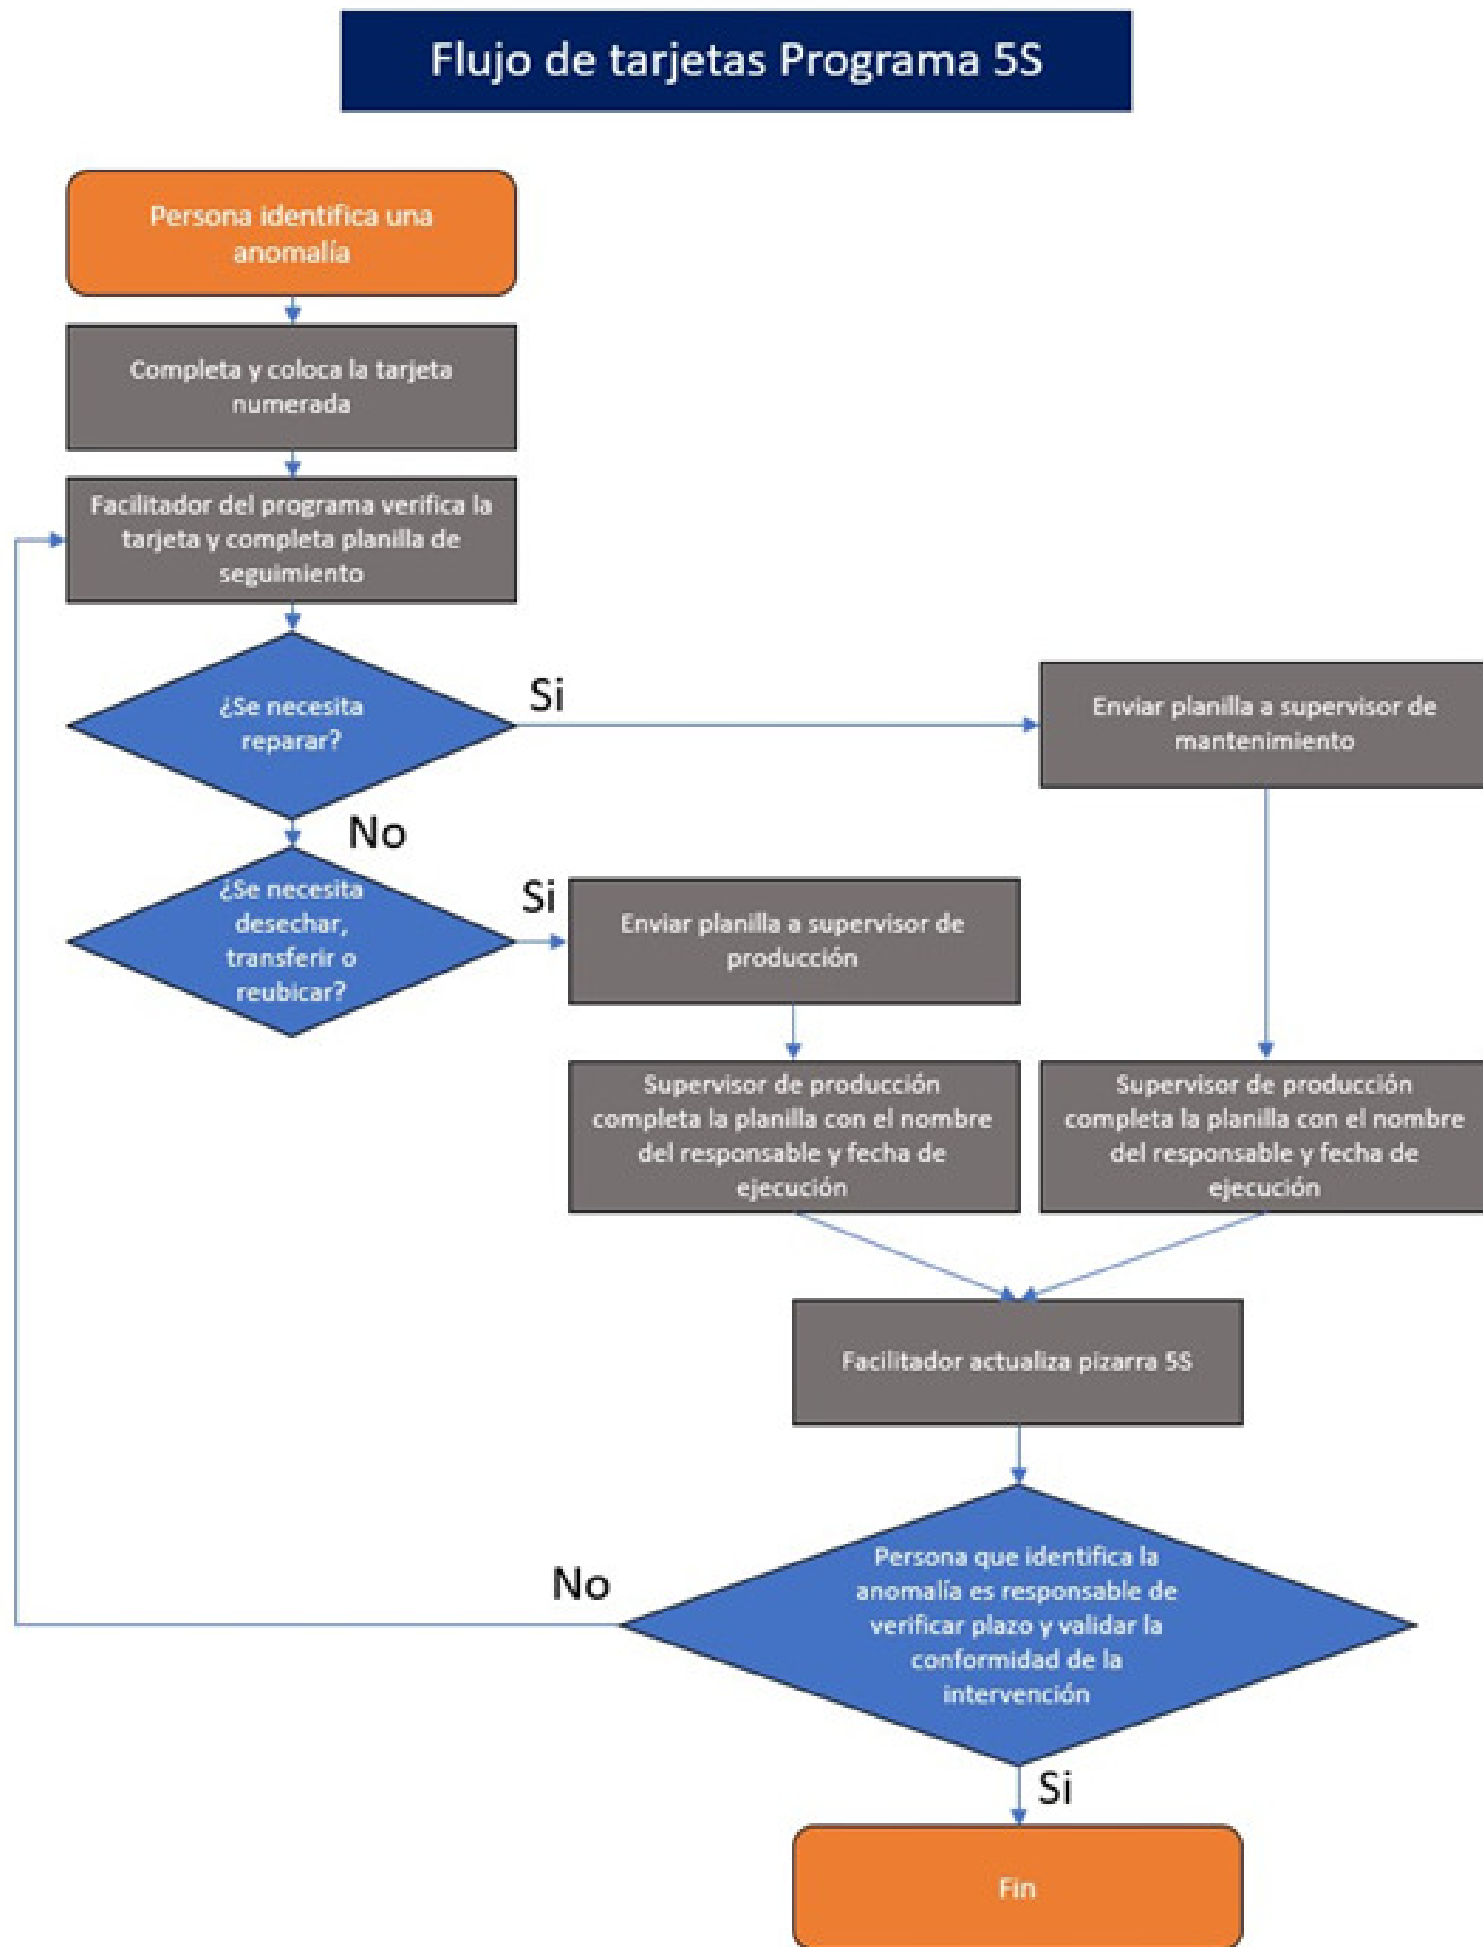 Flujo de tarjetas Programa 5S
Persona identifica una
anomalía
Completa y coloca la tarjeta
numerada
Facilitador del programa verifica la
tarjeta y completa planilla de
seguimiento
¿Se necesita
reparar?
Si
Enviar planilla a supervisor de
mantenimiento
No
¿Se necesita
desechar,
transferir o
reubicar?
Si
Enviar planilla a supervisor de
producción
Supervisor de producción
completa la planilla con el nombre
del responsable y fecha de
ejecución
Supervisor de producción
completa la planilla con el nombre
del responsable y fecha de
ejecución
Facilitador actualiza pizarra 5S
Persona que identifica la
anomalía es responsable de
verificar plazo y validar la
conformidad de la
intervención
No
Si
Fin